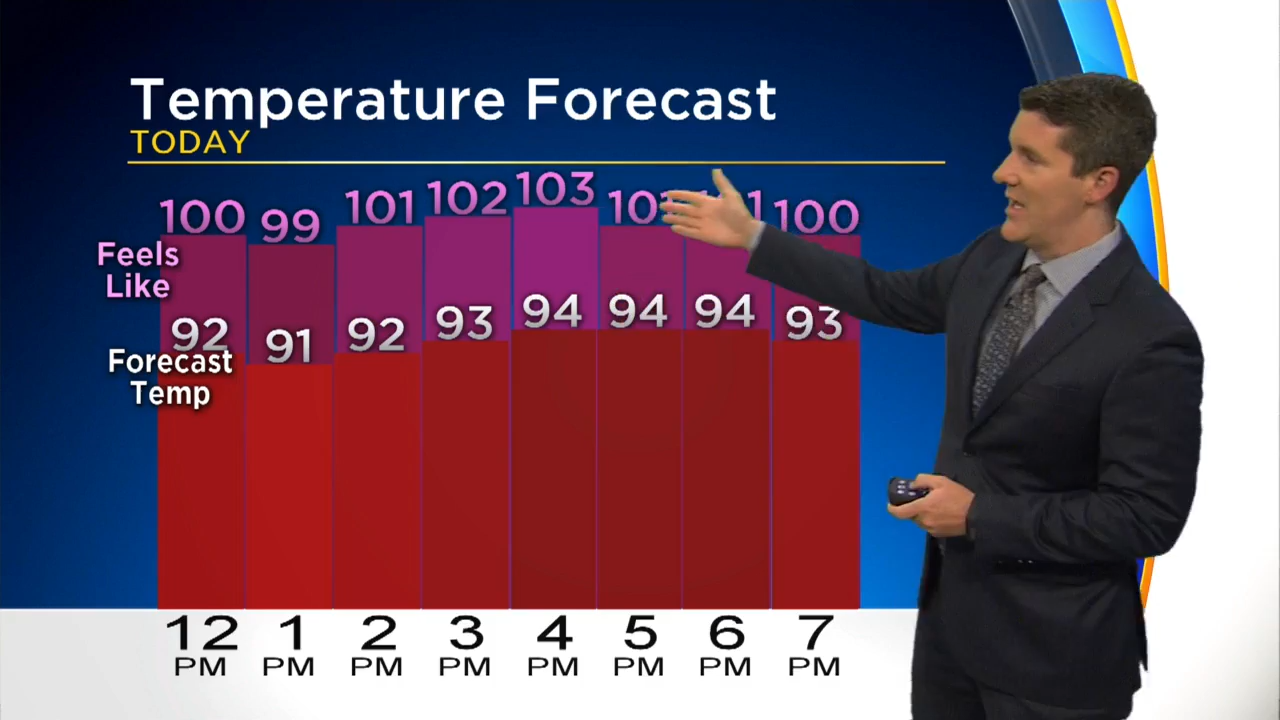 Temperature Forecast
TODAY
100 99 101 102 103 100
Feels
Like
92 91 92 93 94 94 94 93
Forecast
Temp
12 1 2 3 4 5 6 7
PM PM PM PM PM PM PM PM